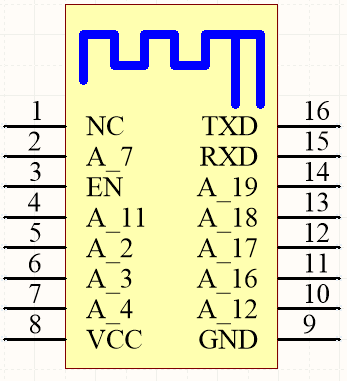 1 NC TXD 16
2 A_7 RXD 15
3 EN A_19 14
4 A_11 A_18 13
5 A_2 A_17 12
6 A_3 A_16 11
7 A_4 A_12 10
8 VCC GND 9